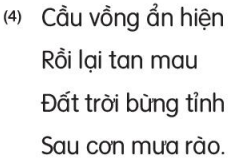 (4) Cầu vồng ẩn hiện
Rồi lại tan mau
Đất trời bừng tỉnh
Sau cơn mưa rào.